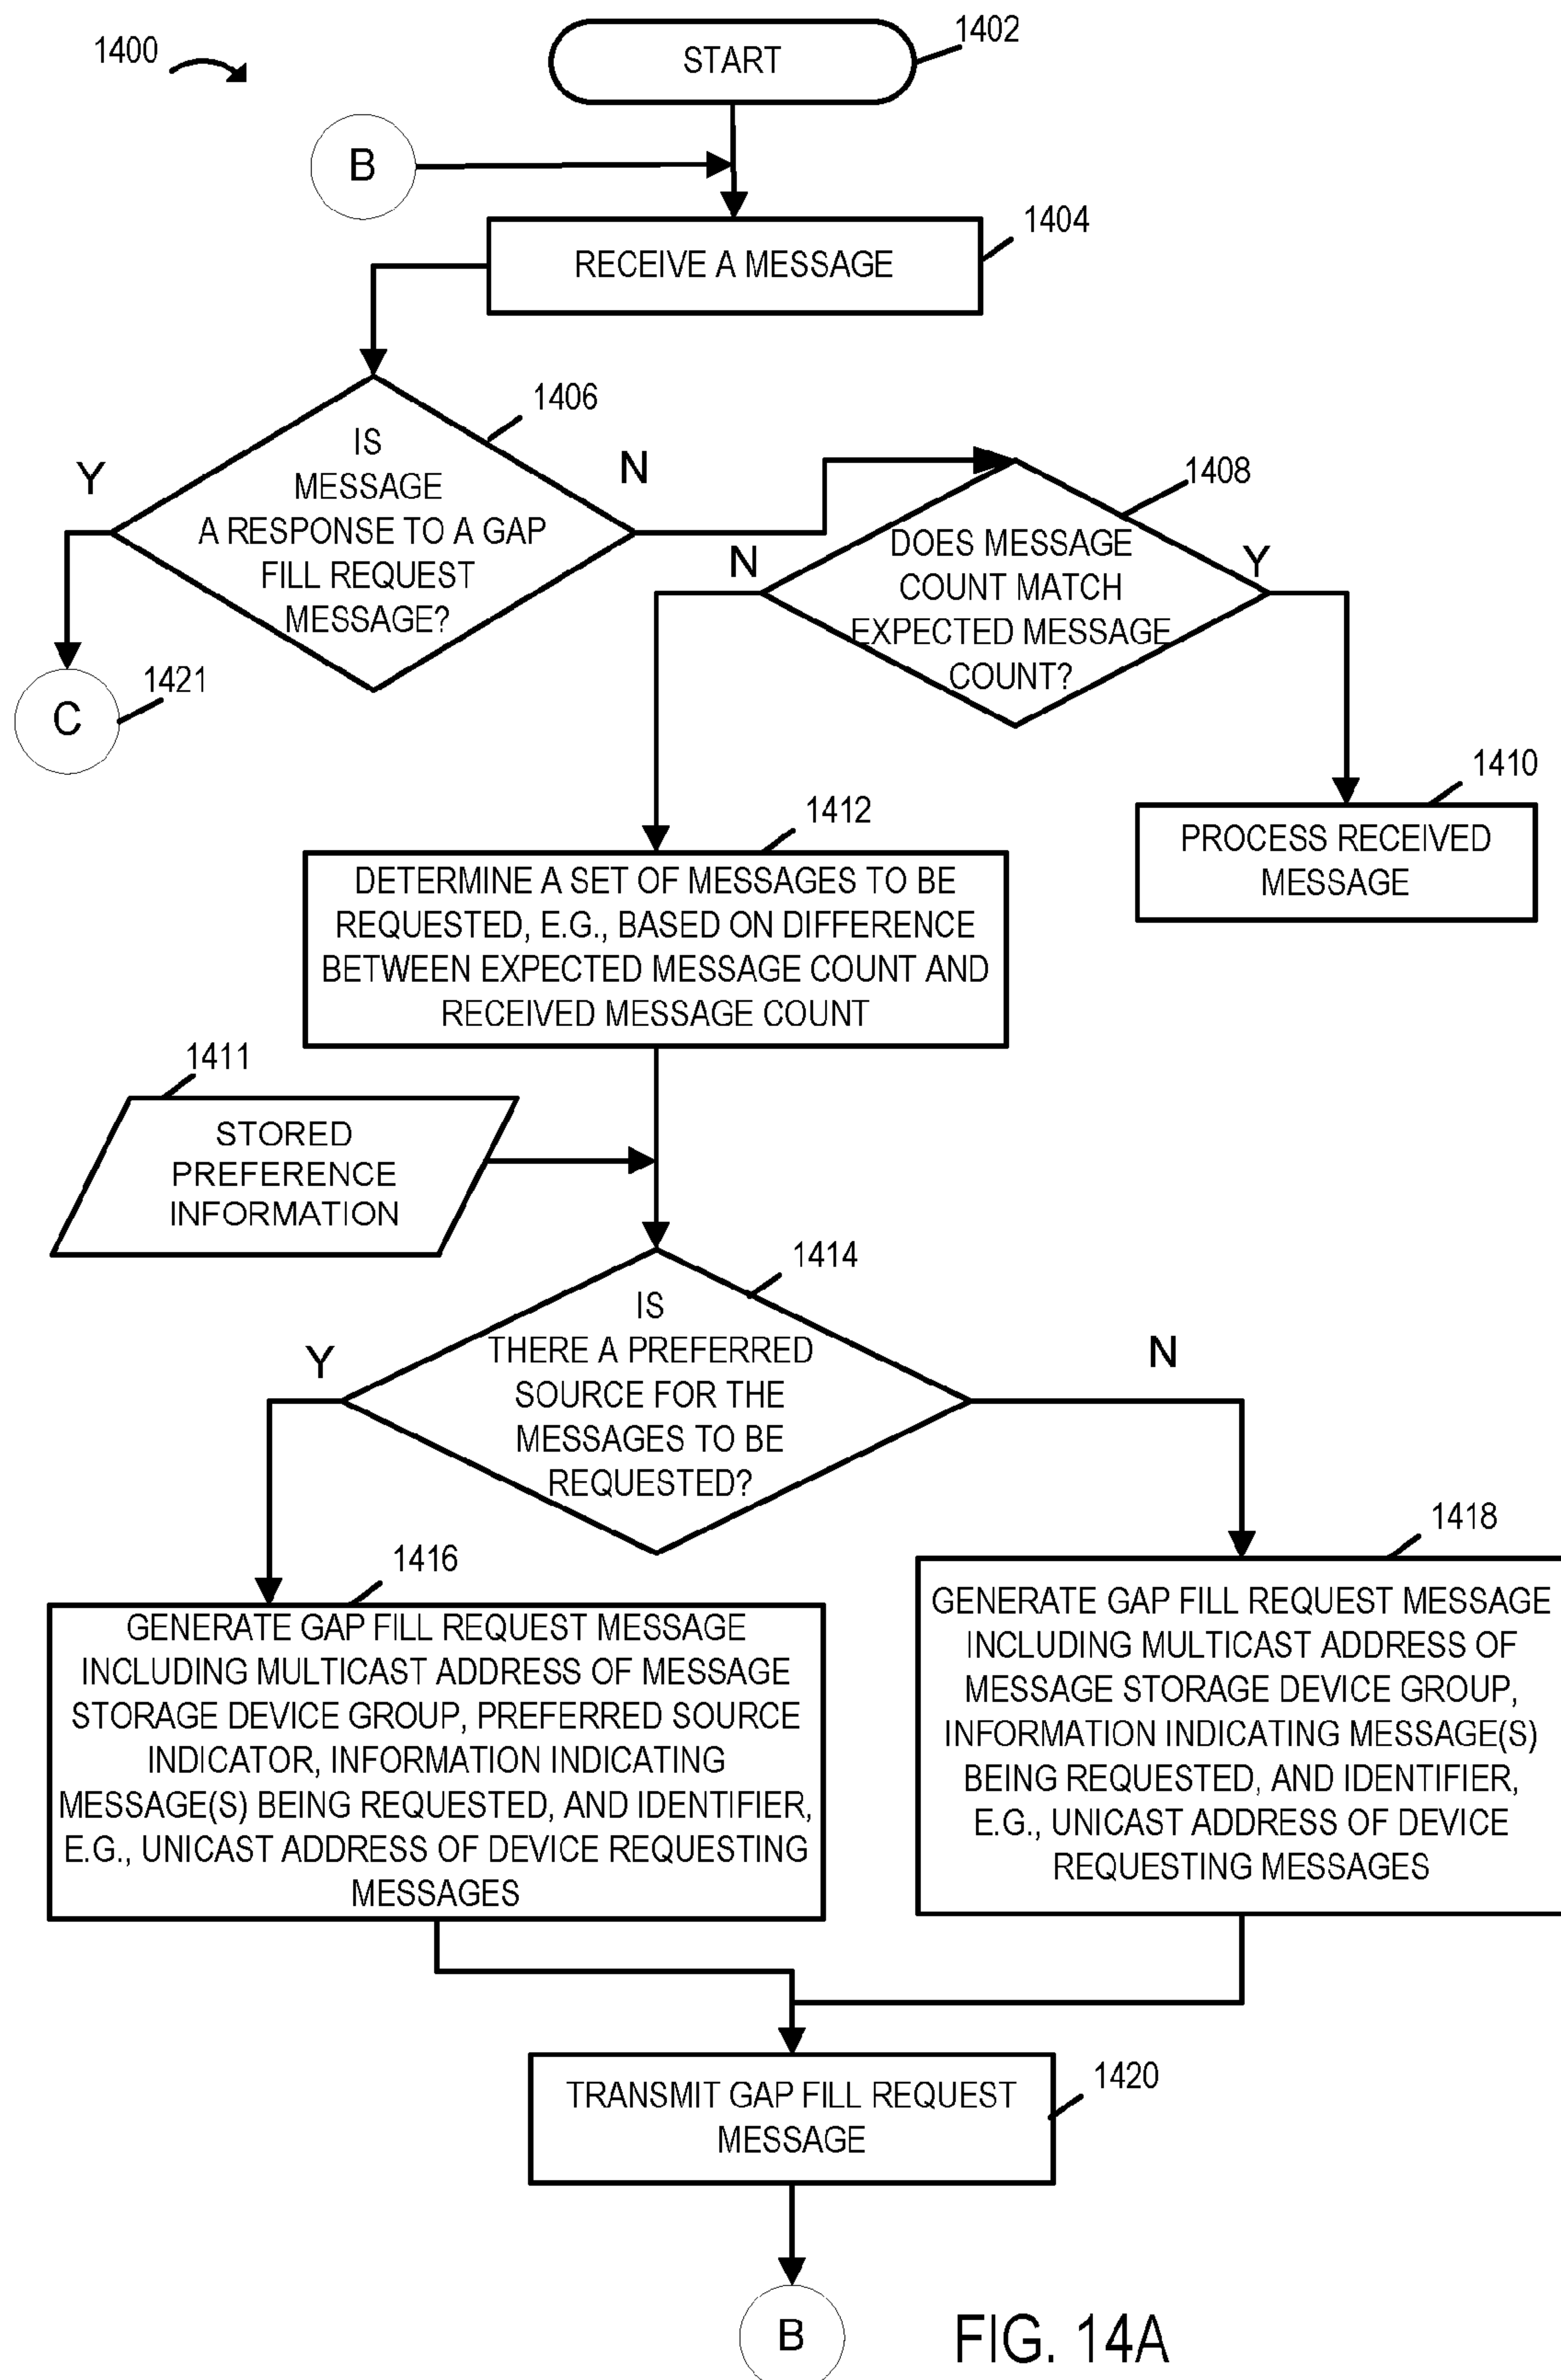 1400
START
1402
B
1404
RECEIVE A MESSAGE
1406
IS
MESSAGE
A RESPONSE TO A GAP
FILL REQUEST
MESSAGE?
Y
N
1408
DOES MESSAGE
COUNT MATCH
EXPECTED MESSAGE
COUNT?
N
Y
1421
C
1410
PROCESS RECEIVED
MESSAGE
1412
DETERMINE A SET OF MESSAGES TO BE
REQUESTED, E.G., BASED ON DIFFERENCE
BETWEEN EXPECTED MESSAGE COUNT AND
RECEIVED MESSAGE COUNT
1411
STORED
PREFERENCE
INFORMATION
1414
IS
THERE A PREFERRED
SOURCE FOR THE
MESSAGES TO BE
REQUESTED?
Y
N
1416
GENERATE GAP FILL REQUEST MESSAGE
INCLUDING MULTICAST ADDRESS OF MESSAGE
STORAGE DEVICE GROUP, PREFERRED SOURCE
INDICATOR, INFORMATION INDICATING
MESSAGE(S) BEING REQUESTED, AND IDENTIFIER,
E.G., UNICAST ADDRESS OF DEVICE REQUESTING
MESSAGES
1418
GENERATE GAP FILL REQUEST MESSAGE
INCLUDING MULTICAST ADDRESS OF
MESSAGE STORAGE DEVICE GROUP,
INFORMATION INDICATING MESSAGE(S)
BEING REQUESTED, AND IDENTIFIER,
E.G., UNICAST ADDRESS OF DEVICE
REQUESTING MESSAGES
1420
TRANSMIT GAP FILL REQUEST
MESSAGE
B
FIG. 14A